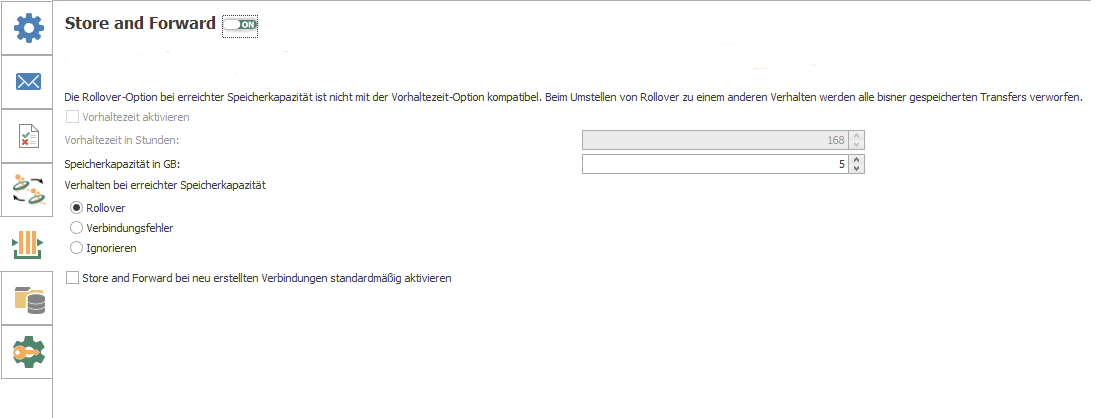 Store and Forward ON
Die Rollover-Option bei erreichter Speicherkapazität ist nicht mit der Vorhaltezeit-Option kompatibel. Beim Umstellen von Rollover zu einem anderen Verhalten werden alle bisher gespeicherten Transfers verworfen.
Vorhaltezeit aktivieren
Vorhaltezeit in Stunden: 168
Speicherkapazität in GB: 5
Verhalten bei erreichter Speicherkapazität
Rollover
Verbindungsfehler
Ignorieren
Store and Forward bei neu erstellten Verbindungen standardmäßig aktivieren